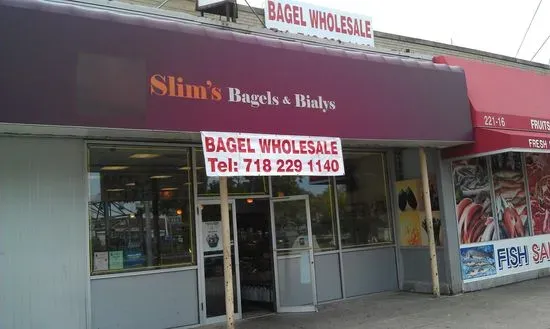 BAGEL WHOLESALE
Slim's Bagels & Bialys
BAGEL WHOLESALE
Tel: 718 229 1140
221-16
FRUITS
FRESH
FISH